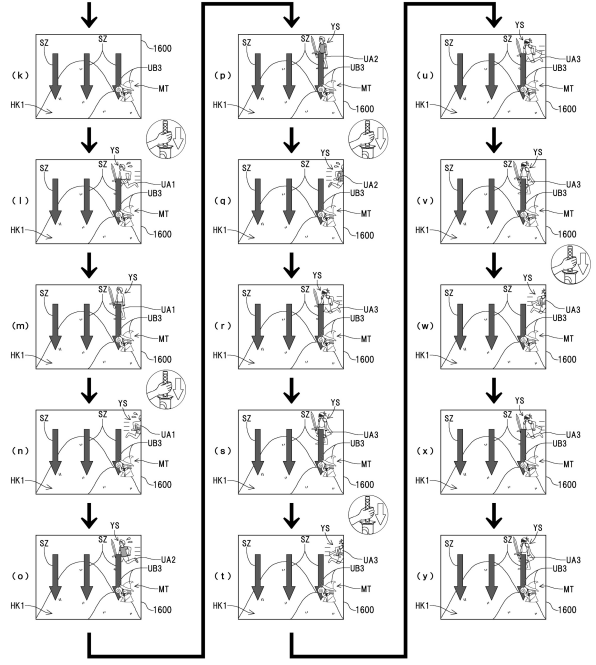 SZ SZ 1600
(k) UB3
MT
HK1
YS
SZ SZ
UA1
(l) UB3
MT
HK1 1600
YS
SZ SZ
UA1
(m) UB3
MT
HK1 1600
YS
SZ SZ
UA1
(n) UB3
MT
HK1 1600
YS
SZ SZ
UA2
(o) UB3
MT
HK1 1600
YS
SZ SZ
UA2
(p) UB3
MT
HK1 1600
YS
SZ SZ
UA2
(q) UB3
MT
HK1 1600
YS
SZ SZ
UA3
(r) UB3
MT
HK1 1600
YS
SZ SZ
UA3
(s) UB3
MT
HK1 1600
YS
SZ SZ
UA3
(t) UB3
MT
HK1 1600
YS
SZ SZ
UA3
(u) UB3
MT
HK1 1600
YS
SZ SZ
UA3
(v) UB3
MT
HK1 1600
YS
SZ SZ
UA3
(w) UB3
MT
HK1 1600
YS
SZ SZ
UA3
(x) UB3
MT
HK1 1600
YS
SZ SZ
UA3
(y) UB3
MT
HK1 1600